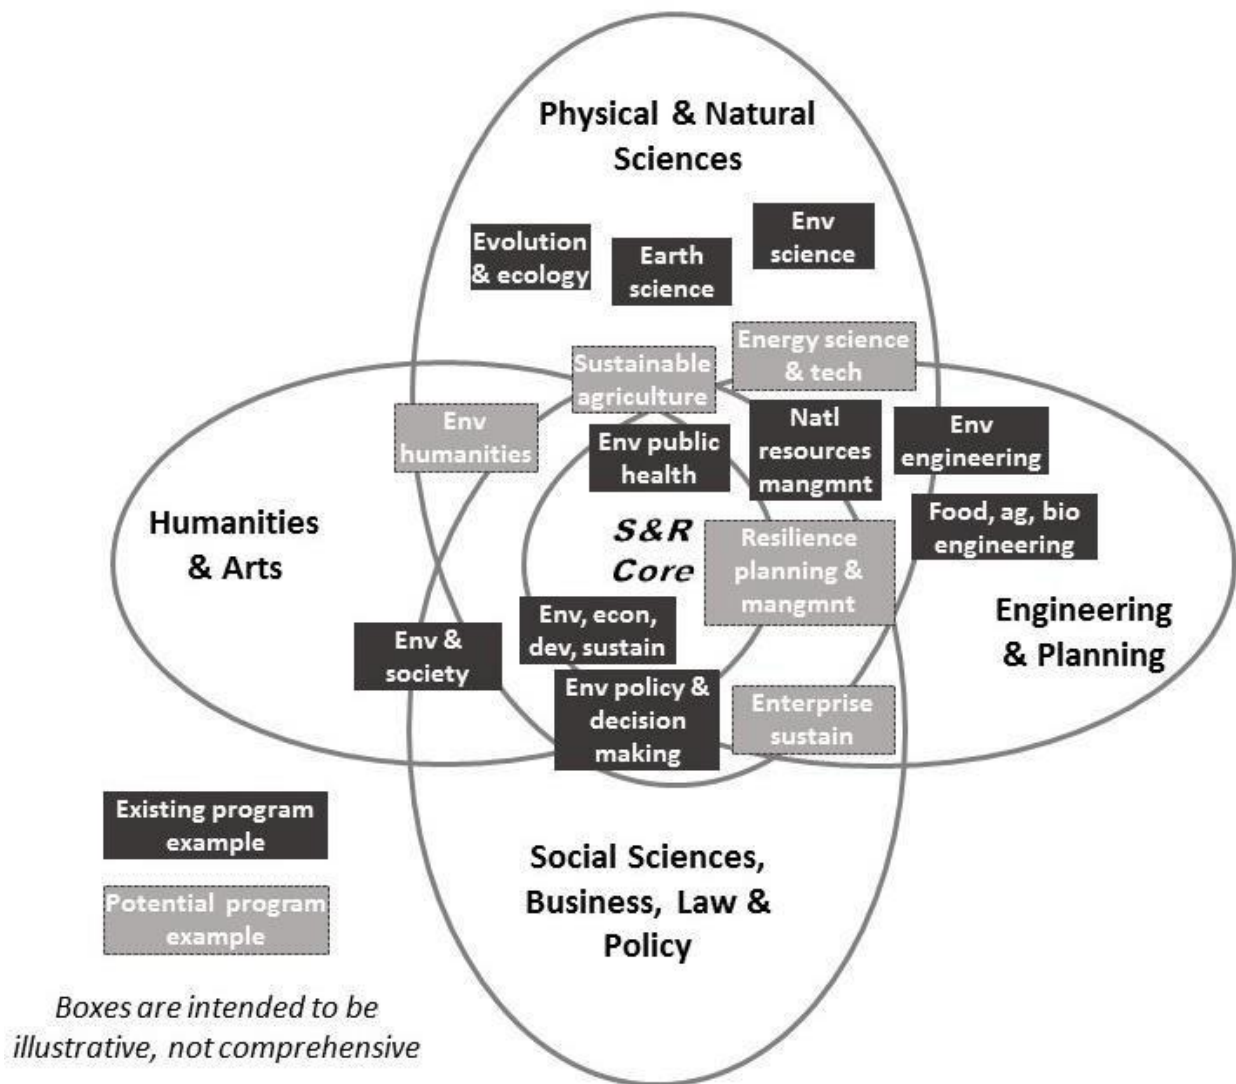 Physical & Natural
Sciences
Evolution
& ecology
Earth
science
Env
science
Sustainable
agriculture
Energy science
& tech
Env
humanities
Env public
health
Natl
resources
mangmnt
Env
engineering
Food, ag, bio
engineering
Humanities
& Arts
S&R
Core
Resilience
planning &
mangmnt
Engineering
& Planning
Env &
society
Env, econ,
dev, sustain
Env policy &
decision
making
Enterprise
sustain
Existing program
example
Potential program
example
Social Sciences,
Business, Law &
Policy
Boxes are intended to be
illustrative, not comprehensive